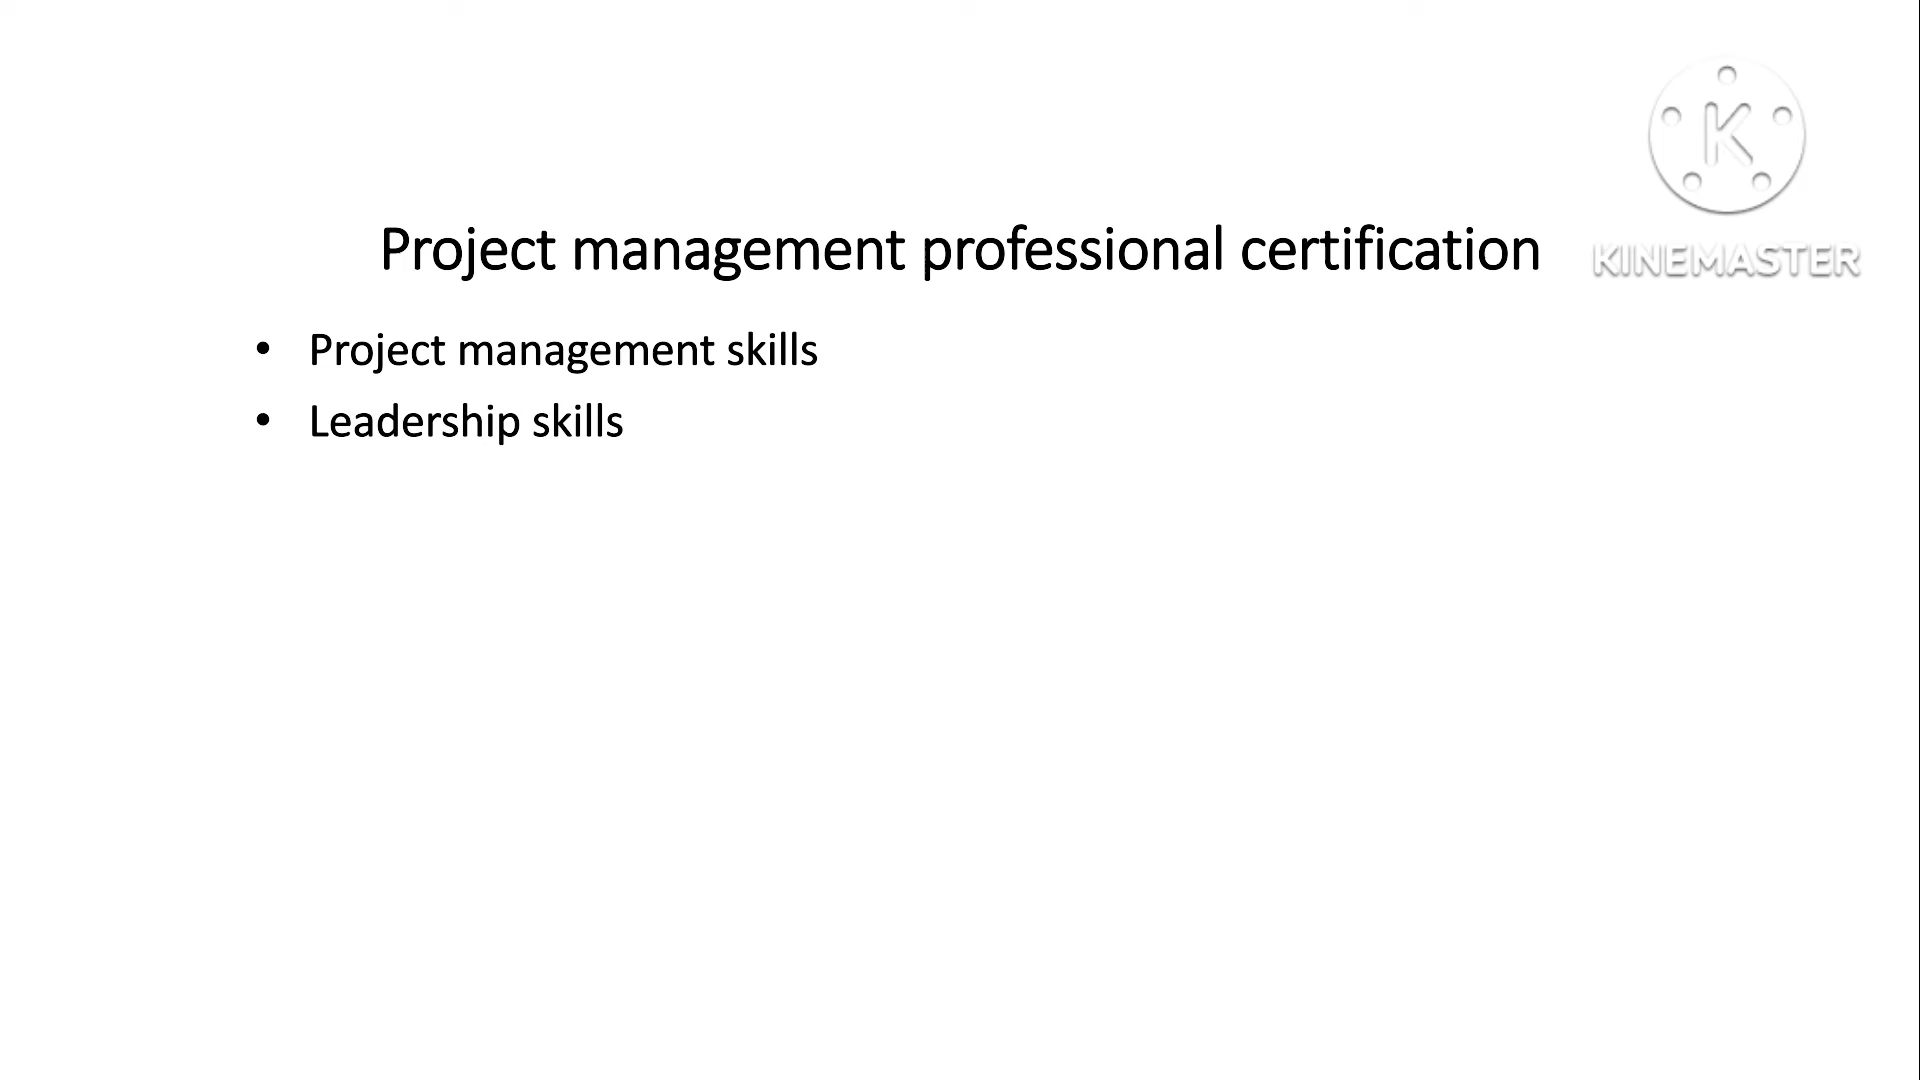 K
KINEMASTER
Project management professional certification
• Project management skills
• Leadership skills